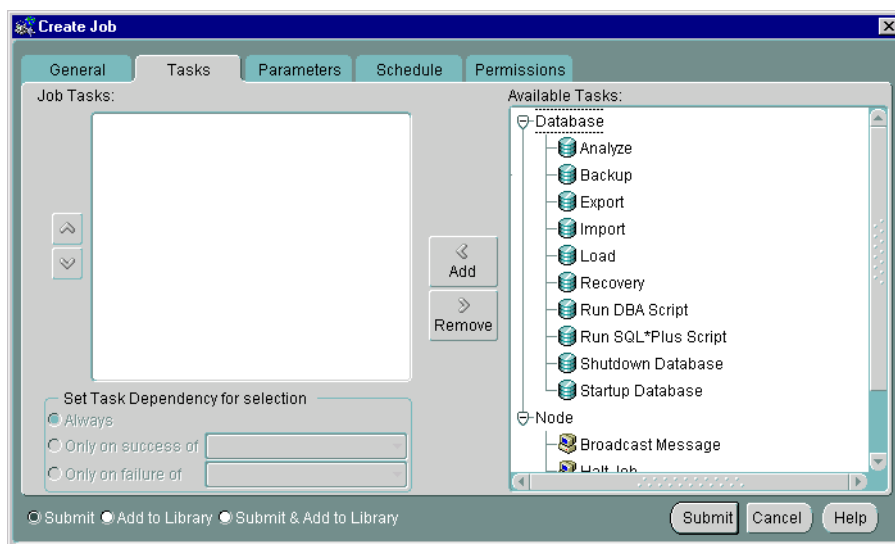 Create Job
General Tasks Parameters Schedule Permissions
Job Tasks:
Available Tasks:
Database
Analyze
Backup
Export
Import
Load
Recovery
Run DBA Script
Run SQL*Plus Script
Shutdown Database
Startup Database
Node
Broadcast Message
Halt Job
Add
Remove
Set Task Dependency for selection
Always
Only on success of
Only on failure of
Submit Add to Library Submit & Add to Library
Submit Cancel Help